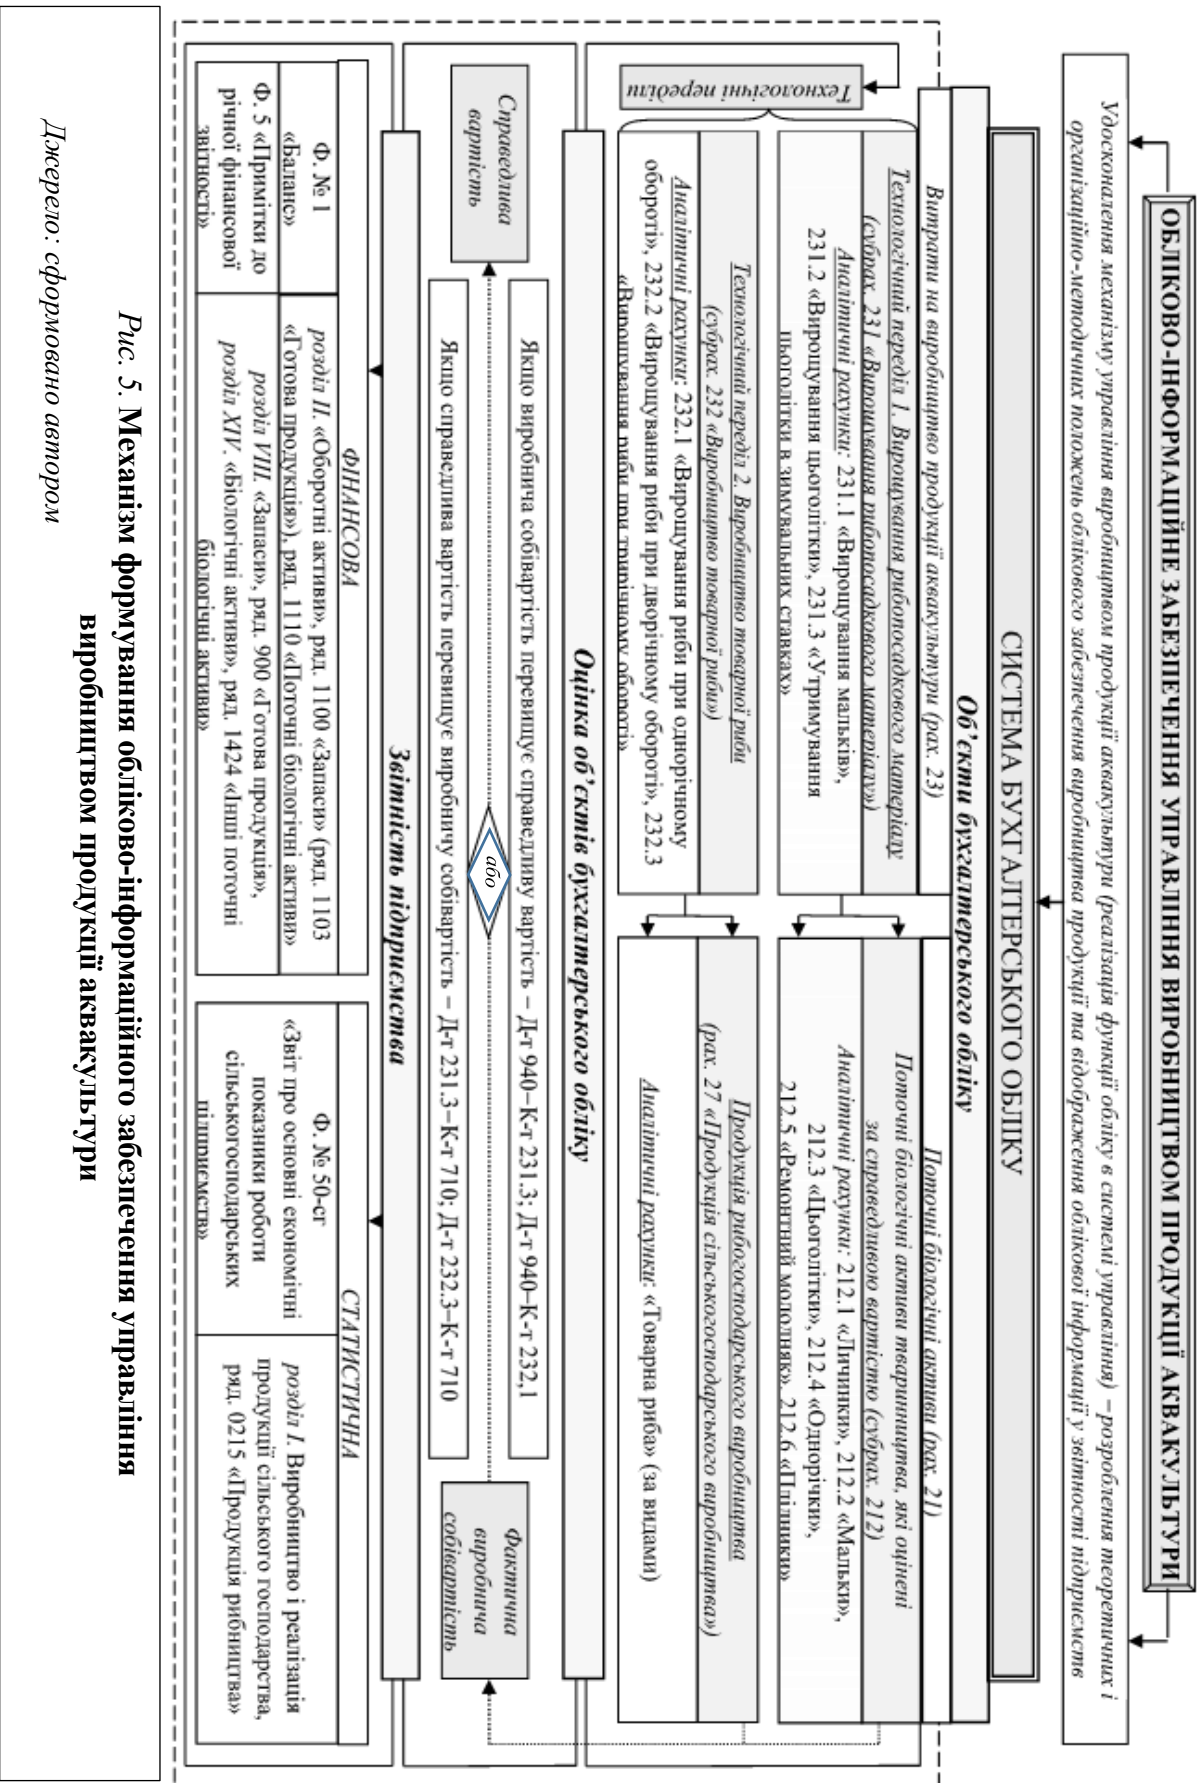 ОБЛІКОВО-ІНФОРМАЦІЙНЕ ЗАБЕЗПЕЧЕННЯ УПРАВЛІННЯ ВИРОБНИЦТВОМ ПРОДУКЦІЇ АКВАКУЛЬТУРИ
Удосконалення механізму управління виробництвом продукції аквакультури (реалізація функції обліку в системі управління) – розроблення теоретичних і
організаційно-методичних положень облікового забезпечення виробництва продукції та відображення облікової інформації у звітності підприємств
СИСТЕМА БУХГАЛТЕРСЬКОГО ОБЛІКУ
Об’єкти бухгалтерського обліку
Технологічні переділи
Витрати на виробництво продукції аквакультури (рах. 23)
Технологічний переділ 1. Вирощування рибопосадкового матеріалу
(субрах. 231 «Вирощування рибопосадкового матеріалу»)
Аналітичні рахунки: 231.1 «Вирощування мальків»,
231.2 «Вирощування цьоголітки», 231.3 «Утримування
цьоголітки в зимувальних ставках»
Технологічний переділ 2. Виробництво товарної риби
(субрах. 232 «Виробництво товарної риби»)
Аналітичні рахунки: 232.1 «Вирощування риби при однорічному
обороті», 232.2 «Вирощування риби при дворічному обороті», 232.3
«Вирощування риби при трирічному обороті»
Поточні біологічні активи (рах. 21)
Поточні біологічні активи тваринництва, які оцінені
за справедливою вартістю (субрах. 212)
Аналітичні рахунки: 212.1 «Личинки», 212.2 «Мальки»,
212.3 «Цьоголітки», 212.4 «Однорічки»,
212.5 «Ремонтний молодняк», 212.6 «Плідники»
Продукція рибогосподарського виробництва
(рах. 27 «Продукція сільськогосподарського виробництва»)
Аналітичні рахунки: «Товарна риба» (за видами)
Оцінка об’єктів бухгалтерського обліку
Справедлива
вартість
Якщо виробнича собівартість перевищує справедливу вартість – Д-т 940–К-т 231.3; Д-т 940–К-т 232,1
або
Якщо справедлива вартість перевищує виробничу собівартість – Д-т 231.3–К-т 710; Д-т 232.3–К-т 710
Фактична
виробнича
собівартість
Звітність підприємства
ФІНАНСОВА
Ф. № 1
«Баланс»
розділ II. «Оборотні активи», ряд. 1100 «Запаси» (ряд. 1103
«Готова продукція»), ряд. 1110 «Поточні біологічні активи»
Ф. 5 «Примітки до
річної фінансової
звітності»
розділ VIII. «Запаси», ряд. 900 «Готова продукція»,
розділ XIV. «Біологічні активи», ряд. 1424 «Інші поточні
біологічні активи»
СТАТИСТИЧНА
Ф. № 50-сг
«Звіт про основні економічні
показники роботи
сільськогосподарських
підприємств»
розділ I. Виробництво і реалізація
продукції сільського господарства,
ряд. 0215 «Продукція рибництва»
Рис. 5. Механізм формування обліково-інформаційного забезпечення управління
виробництвом продукції аквакультури
Джерело: сформовано автором